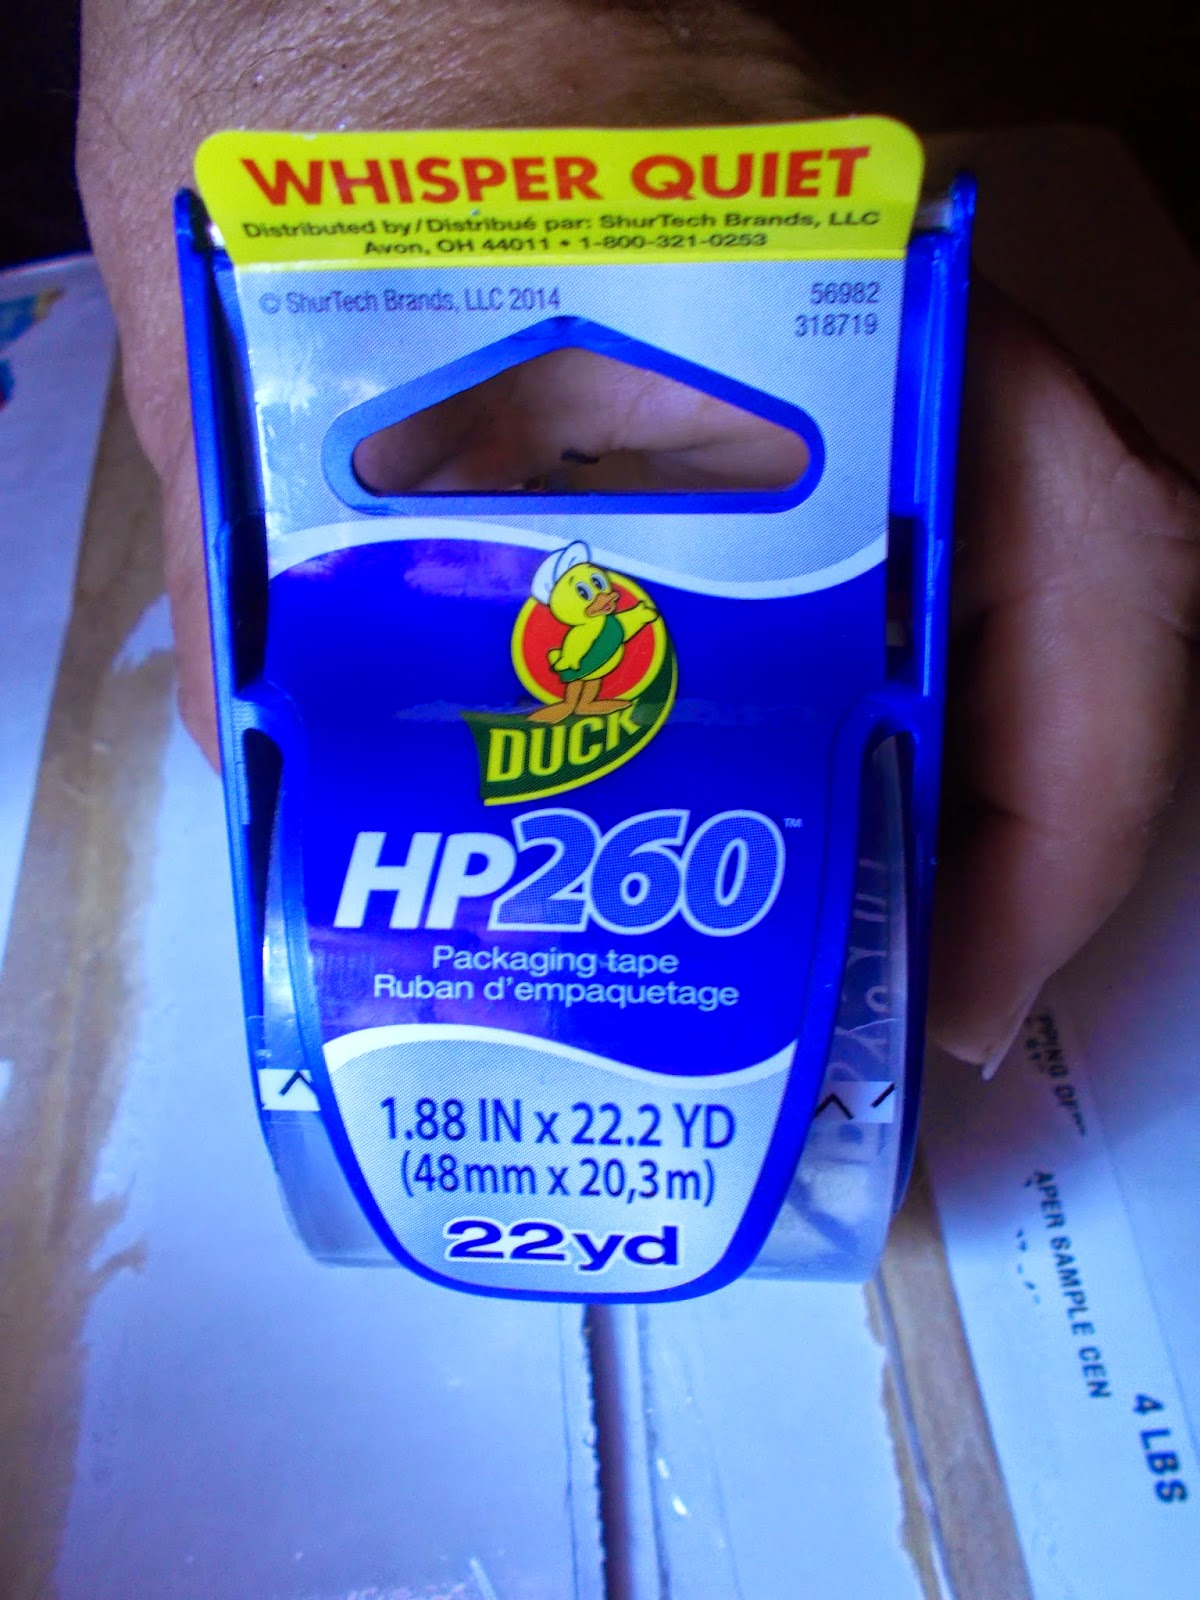 WHISPER QUIET
Distributed by/Distribué par: ShurTech Brands, LLC
Avon, OH 44011 • 1-800-321-0253
© ShurTech Brands, LLC 2014
56982
318719
DUCK
HP260™
Packaging tape
Ruban d'empaquetage
1.88 IN x 22.2 YD
(48mm x 20,3m)
22yd
APER SAMPLE CEN
4 LBS